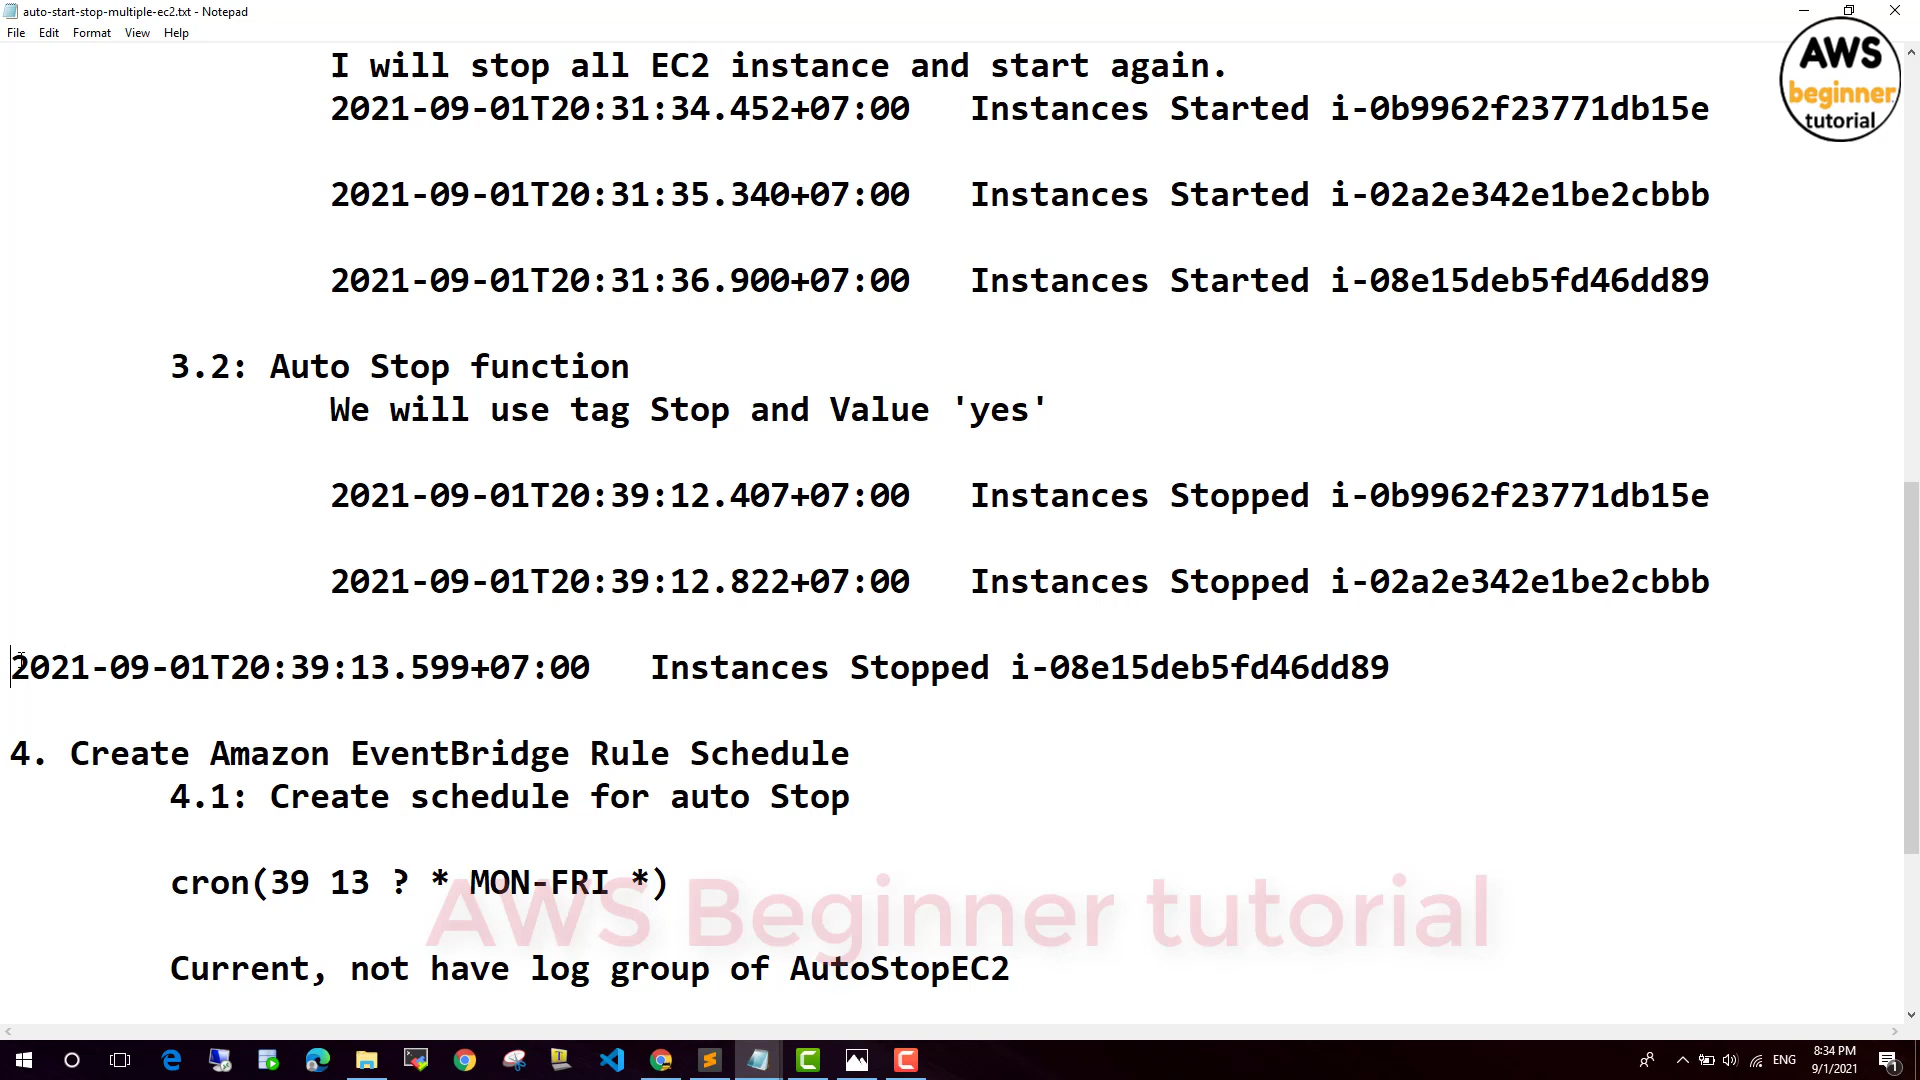 auto-start-stop-multiple-ec2.txt - Notepad
File Edit Format View Help
AWS
beginner
tutorial
I will stop all EC2 instance and start again.
2021-09-01T20:31:34.452+07:00 Instances Started i-0b9962f23771db15e
2021-09-01T20:31:35.340+07:00 Instances Started i-02a2e342e1be2cbbb
2021-09-01T20:31:36.900+07:00 Instances Started i-08e15deb5fd46dd89
3.2: Auto Stop function
We will use tag Stop and Value 'yes'
2021-09-01T20:39:12.407+07:00 Instances Stopped i-0b9962f23771db15e
2021-09-01T20:39:12.822+07:00 Instances Stopped i-02a2e342e1be2cbbb
2021-09-01T20:39:13.599+07:00 Instances Stopped i-08e15deb5fd46dd89
4. Create Amazon EventBridge Rule Schedule
4.1: Create schedule for auto Stop
cron(39 13 ? * MON-FRI *)
AWS Beginner tutorial
Current, not have log group of AutoStopEC2
ENG
8:34 PM
9/1/2021
1